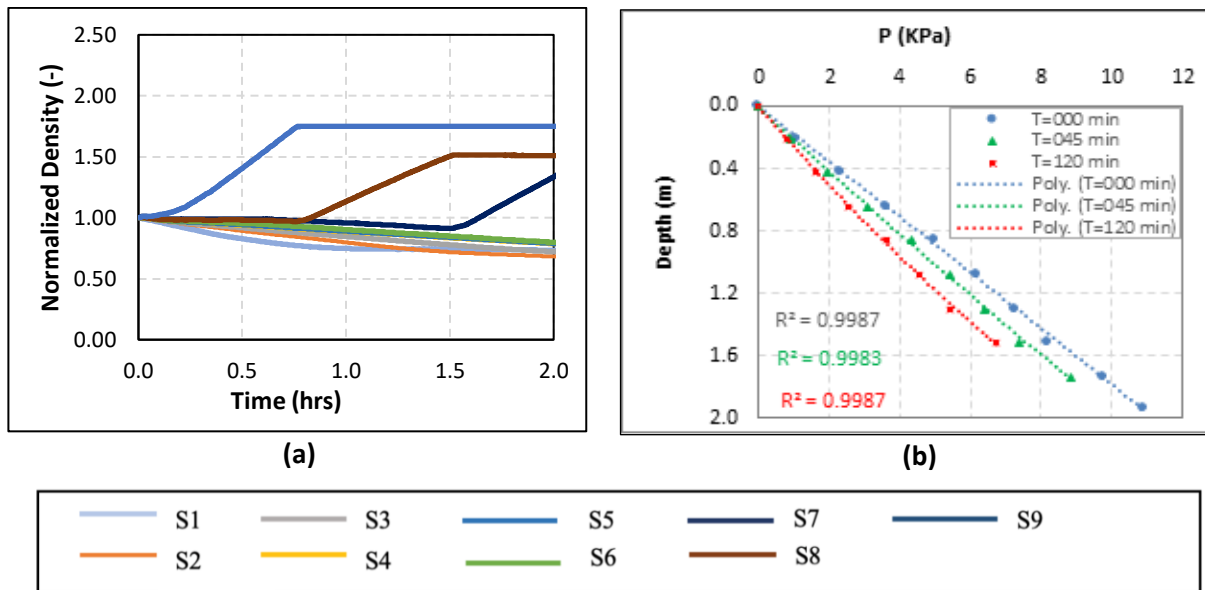 2.50
2.00
1.50
1.00
0.50
0.00
Normalized Density (-)
0.0 0.5 1.0 1.5 2.0
Time (hrs)
(a)
P (KPa)
0 2 4 6 8 10 12
0.0
0.4
0.8
1.2
1.6
2.0
Depth (m)
T=000 min
T=045 min
T=120 min
Poly. (T=000 min)
Poly. (T=045 min)
Poly. (T=120 min)
R² = 0.9987
R² = 0.9983
R² = 0.9987
(b)
S1 S3 S5 S7 S9
S2 S4 S6 S8